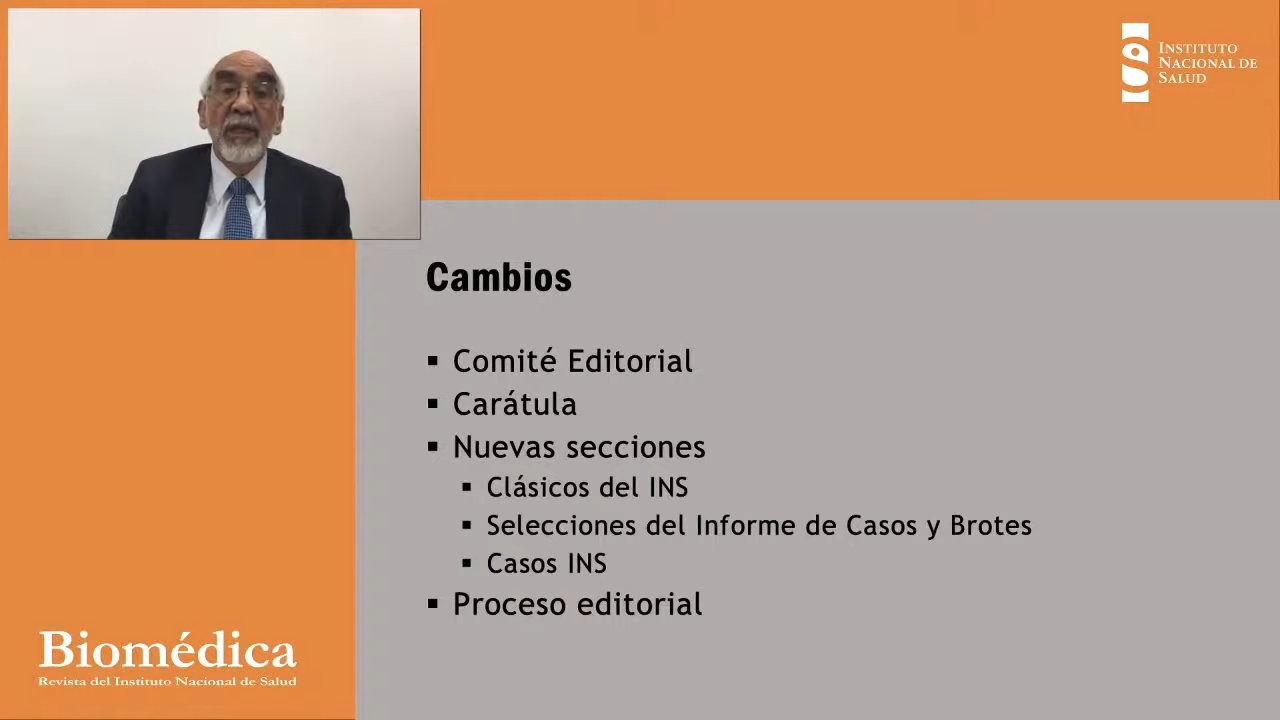 INSTITUTO
NACIONAL DE
SALUD
Cambios
▪ Comité Editorial
▪ Carátula
▪ Nuevas secciones
▪ Clásicos del INS
▪ Selecciones del Informe de Casos y Brotes
▪ Casos INS
▪ Proceso editorial
Biomédica
Revista del Instituto Nacional de Salud